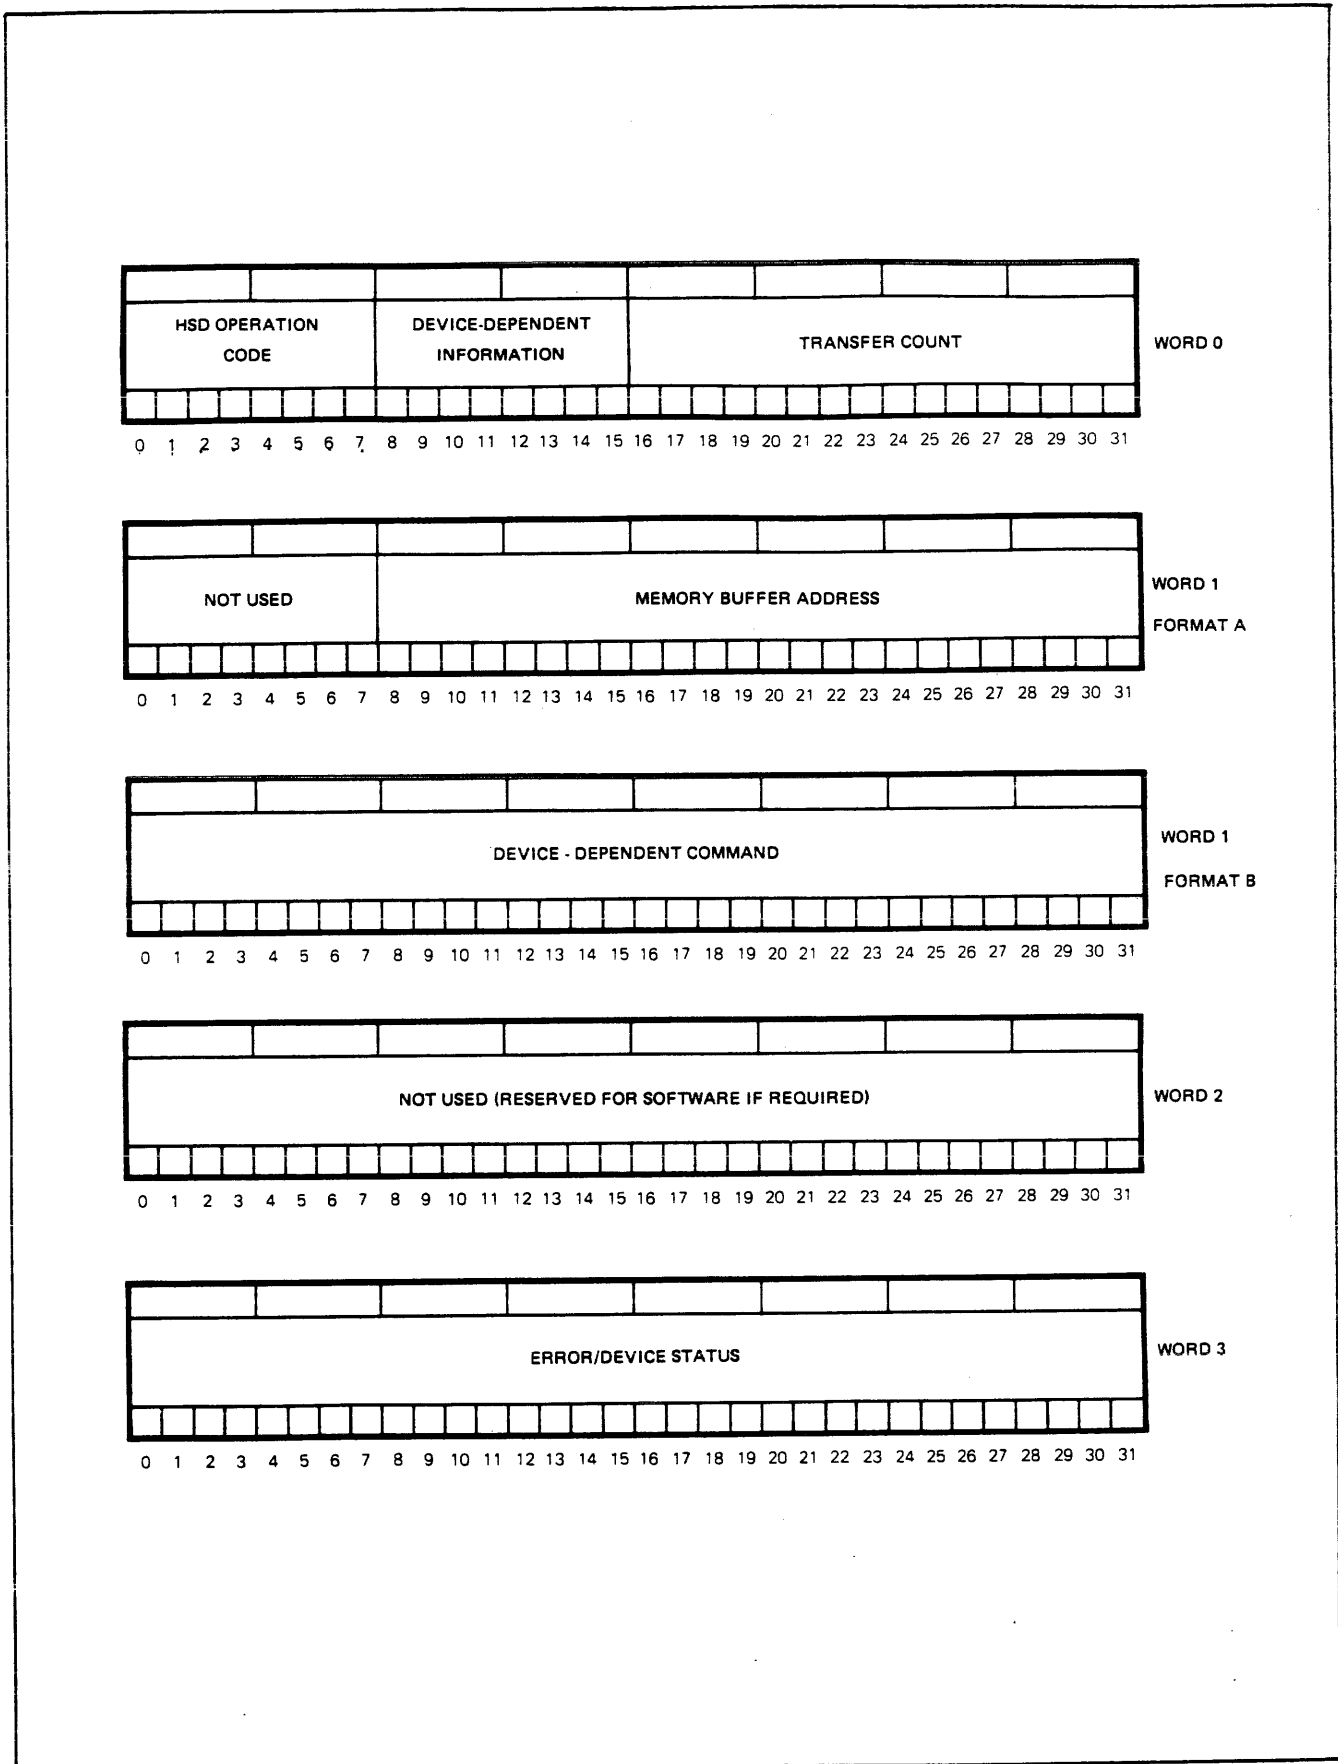 HSD OPERATION
CODE
DEVICE-DEPENDENT
INFORMATION
TRANSFER COUNT
WORD 0
0 1 2 3 4 5 6 7 8 9 10 11 12 13 14 15 16 17 18 19 20 21 22 23 24 25 26 27 28 29 30 31
NOT USED
MEMORY BUFFER ADDRESS
WORD 1
FORMAT A
0 1 2 3 4 5 6 7 8 9 10 11 12 13 14 15 16 17 18 19 20 21 22 23 24 25 26 27 28 29 30 31
DEVICE - DEPENDENT COMMAND
WORD 1
FORMAT B
0 1 2 3 4 5 6 7 8 9 10 11 12 13 14 15 16 17 18 19 20 21 22 23 24 25 26 27 28 29 30 31
NOT USED (RESERVED FOR SOFTWARE IF REQUIRED)
WORD 2
0 1 2 3 4 5 6 7 8 9 10 11 12 13 14 15 16 17 18 19 20 21 22 23 24 25 26 27 28 29 30 31
ERROR/DEVICE STATUS
WORD 3
0 1 2 3 4 5 6 7 8 9 10 11 12 13 14 15 16 17 18 19 20 21 22 23 24 25 26 27 28 29 30 31